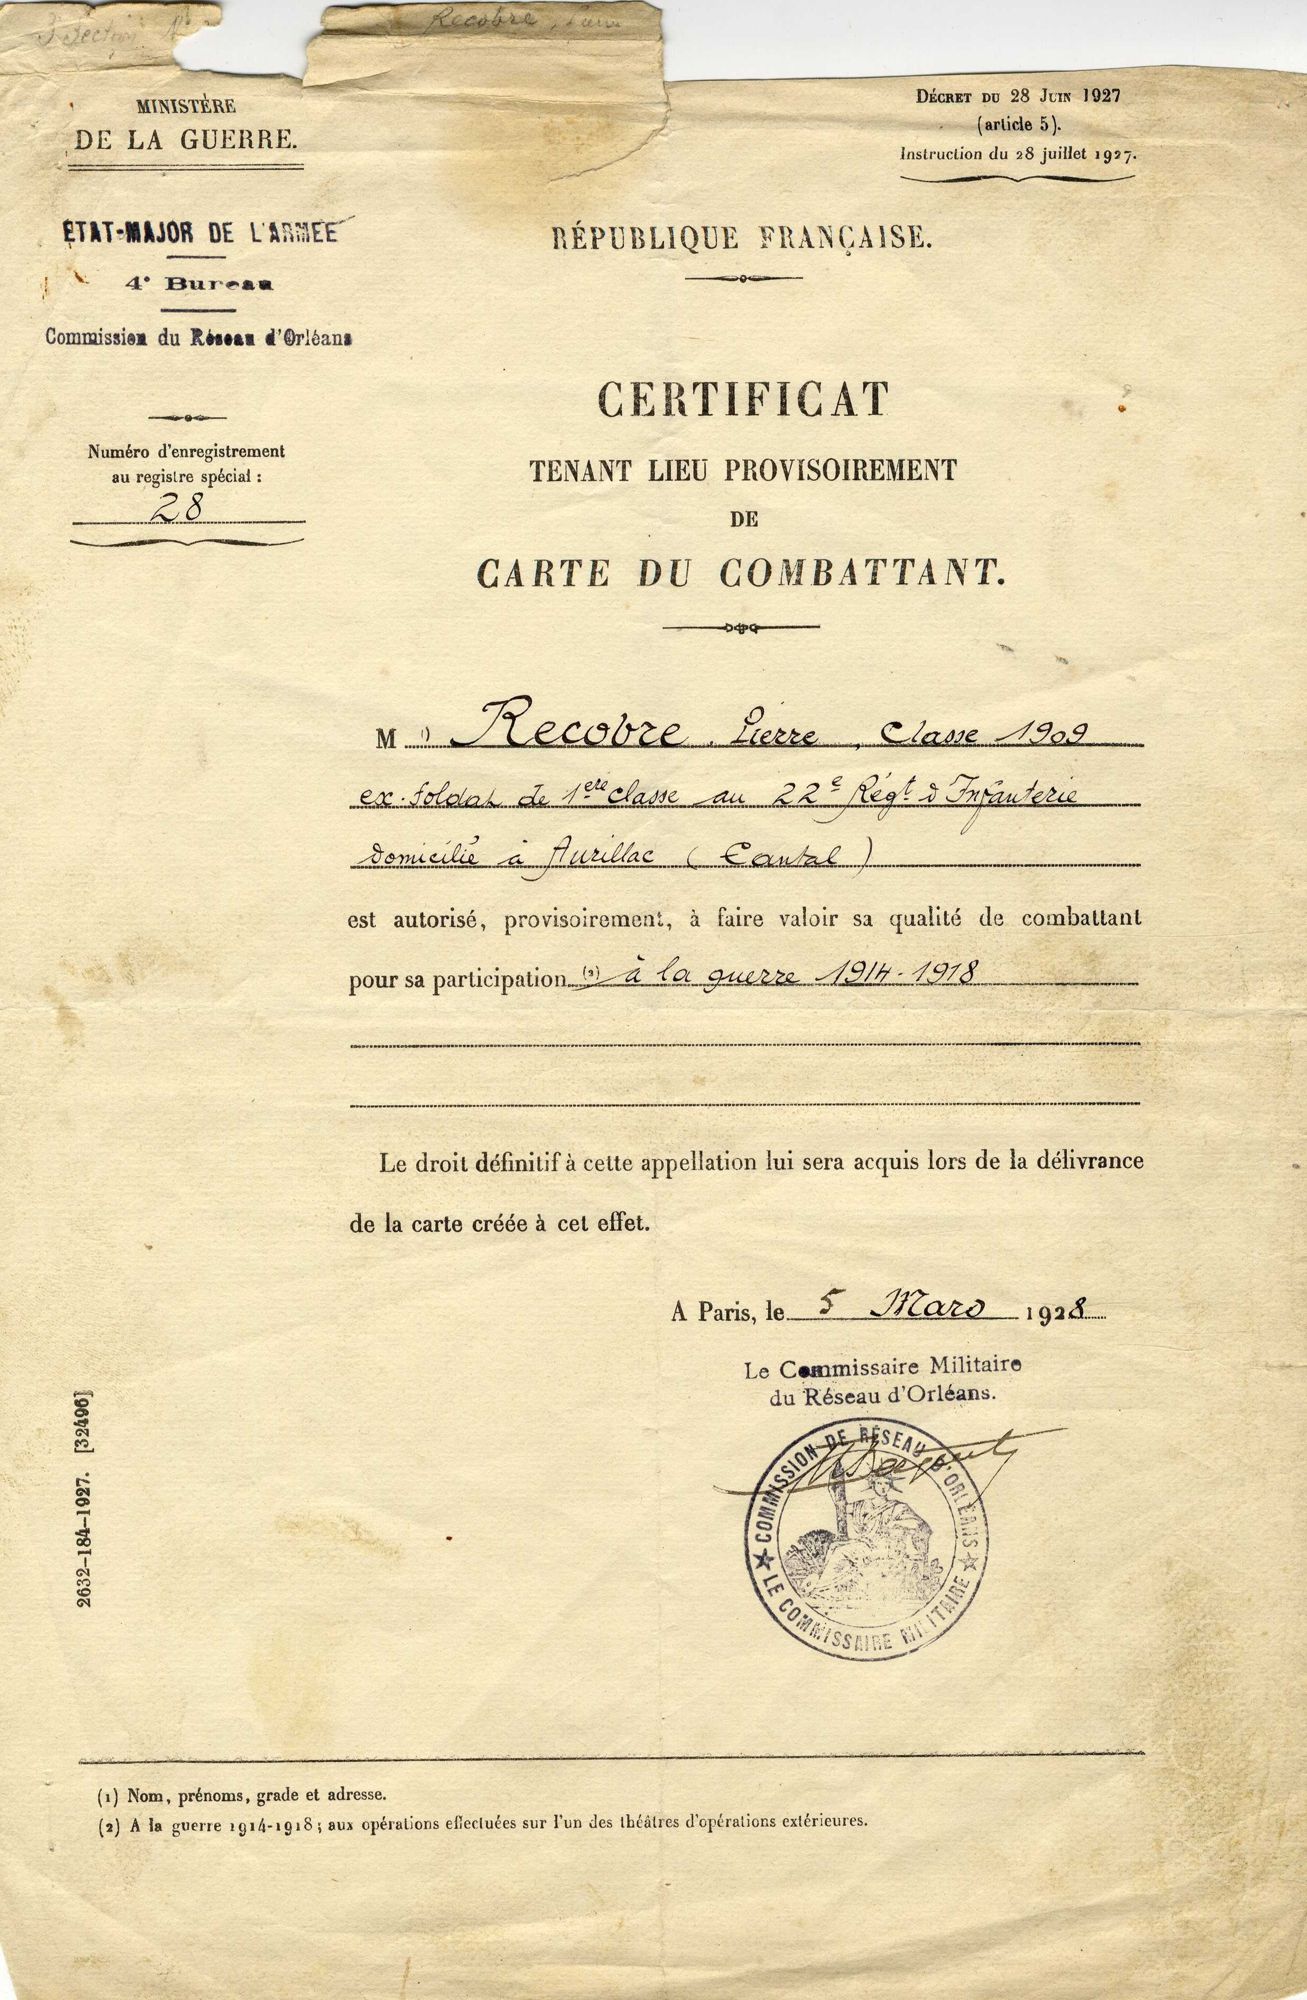 Section
Recobre, Pierre
MINISTÈRE
DE LA GUERRE.
DÉCRET DU 28 JUIN 1927
(article 5).
Instruction du 28 juillet 1927.
ETAT-MAJOR DE L'ARMEE
4e Bureau
Commission du Réseau d'Orléans
Numéro d'enregistrement
au registre spécial :
28
RÉPUBLIQUE FRANÇAISE.
CERTIFICAT
TENANT LIEU PROVISOIREMENT
DE
CARTE DU COMBATTANT.
M (1) Recobre, Pierre, Classe 1909
ex-soldat de 1ère classe au 22e Régt d'Infanterie
domicilié à Aurillac (Cantal)
est autorisé, provisoirement, à faire valoir sa qualité de combattant
pour sa participation (2) à la guerre 1914-1918
Le droit définitif à cette appellation lui sera acquis lors de la délivrance
de la carte créée à cet effet.
A Paris, le 5 Mars 1928
Le Commissaire Militaire
du Réseau d'Orléans.
COMMISSION DE RÉSEAU D'ORLÉANS
★ LE COMMISSAIRE MILITAIRE ★
2632-184-1927. [32496]
(1) Nom, prénoms, grade et adresse.
(2) A la guerre 1914-1918 ; aux opérations effectuées sur l'un des théâtres d'opérations extérieures.